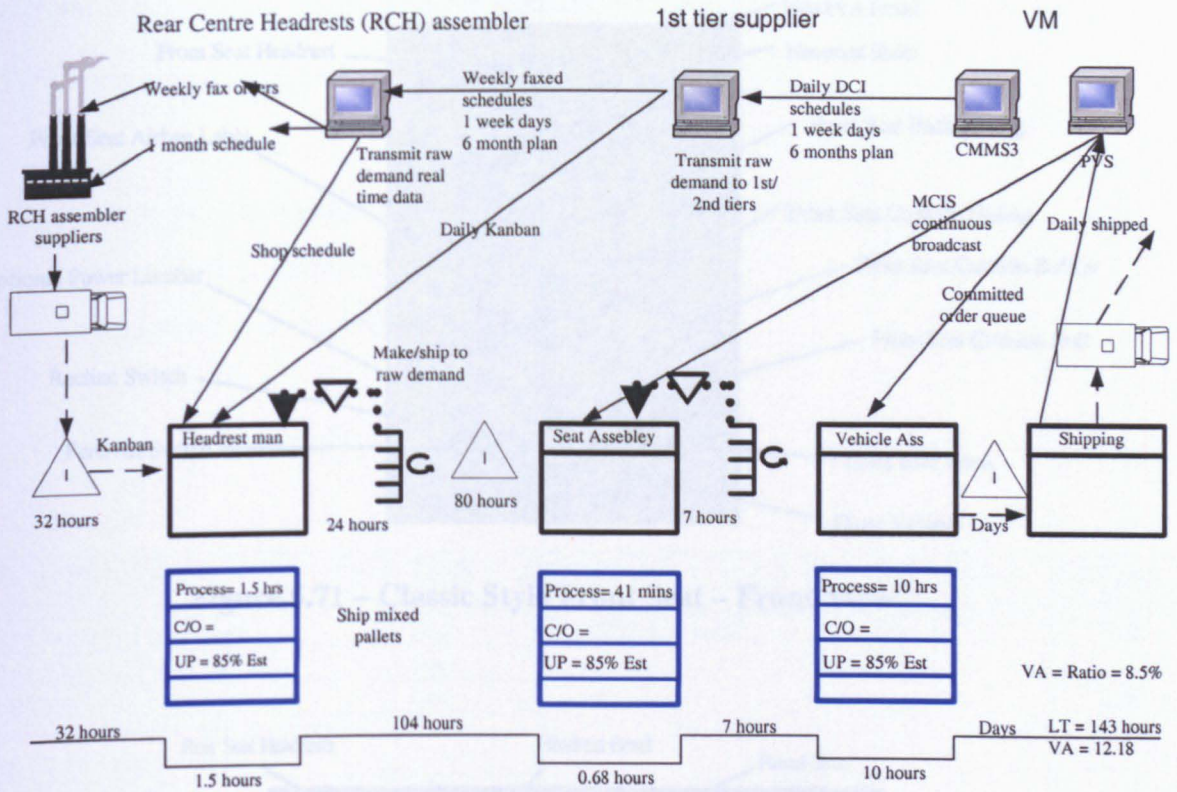 Rear Centre Headrests (RCH) assembler
1st tier supplier
VM
Weekly fax orders
1 month schedule
RCH assembler
suppliers
Transmit raw
demand real
time data
Weekly faxed
schedules
1 week days
6 month plan
Transmit raw
demand to 1st/
2nd tiers
Daily DCI
schedules
1 week days
6 months plan
CMMS3
PVS
Shop schedule
Daily Kanban
MCIS
continuous
broadcast
Daily shipped
Committed
order queue
Make/ship to
raw demand
Kanban
I
32 hours
Headrest man
24 hours
I
80 hours
Seat Assebley
7 hours
Vehicle Ass
I
Days
Shipping
Process= 1.5 hrs
C/O =
UP = 85% Est
Ship mixed
pallets
Process= 41 mins
C/O =
UP = 85% Est
Process= 10 hrs
C/O =
UP = 85% Est
VA = Ratio = 8.5%
32 hours
1.5 hours
104 hours
0.68 hours
7 hours
10 hours
Days
LT = 143 hours
VA = 12.18